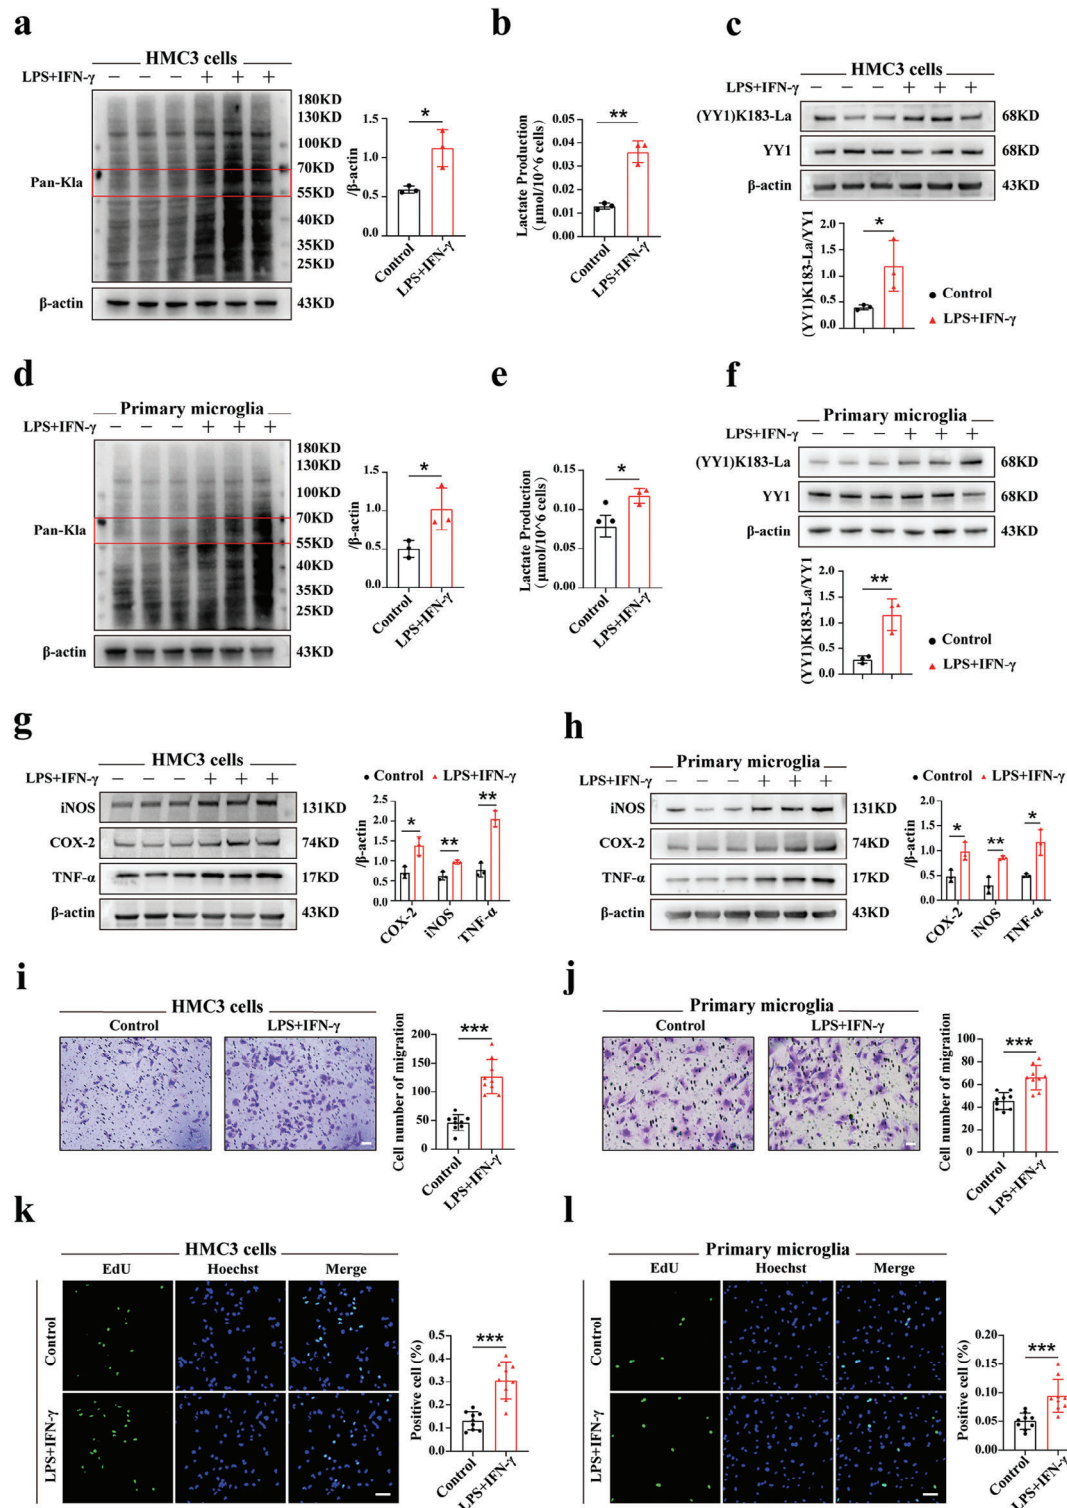 a
HMC3 cells
LPS+IFN-γ − − − + + +
Pan-Kla
180KD
130KD
100KD
70KD
55KD
40KD
35KD
25KD
β-actin 43KD
/β-actin
1.5
1.0
0.5
0.0
*
Control
LPS+IFN-γ
b
Lactate Production
(μmol/10^6 cells)
0.05
0.04
0.03
0.02
0.01
0.00
**
Control
LPS+IFN-γ
c
HMC3 cells
LPS+IFN-γ − − − + + +
(YY1)K183-La 68KD
YY1 68KD
β-actin 43KD
(YY1)K183-La/YY1
2.0
1.5
1.0
0.5
0.0
*
Control
LPS+IFN-γ
d
Primary microglia
LPS+IFN-γ − − − + + +
Pan-Kla
180KD
130KD
100KD
70KD
55KD
40KD
35KD
25KD
β-actin 43KD
/β-actin
1.5
1.0
0.5
0.0
*
Control
LPS+IFN-γ
e
Lactate Production
(μmol/10^6 cells)
0.15
0.10
0.05
0.00
*
Control
LPS+IFN-γ
f
Primary microglia
LPS+IFN-γ − − − + + +
(YY1)K183-La 68KD
YY1 68KD
β-actin 43KD
(YY1)K183-La/YY1
2.0
1.5
1.0
0.5
0.0
**
Control
LPS+IFN-γ
g
HMC3 cells
LPS+IFN-γ − − − + + +
iNOS 131KD
COX-2 74KD
TNF-α 17KD
β-actin 43KD
Control LPS+IFN-γ
/β-actin
2.5
2.0
1.5
1.0
0.5
0.0
* ** **
COX-2
iNOS
TNF-α
h
Primary microglia
LPS+IFN-γ − − − + + +
iNOS 131KD
COX-2 74KD
TNF-α 17KD
β-actin 43KD
Control LPS+IFN-γ
/β-actin
2.0
1.5
1.0
0.5
0.0
* ** *
COX-2
iNOS
TNF-α
i
HMC3 cells
Control LPS+IFN-γ
Cell number of migration
200
150
100
50
0
***
Control
LPS+IFN-γ
j
Primary microglia
Control LPS+IFN-γ
Cell number of migration
100
80
60
40
20
0
***
Control
LPS+IFN-γ
k
HMC3 cells
EdU Hoechst Merge
Control
LPS+IFN-γ
Positive cell (%)
0.5
0.4
0.3
0.2
0.1
0.0
***
Control
LPS+IFN-γ
l
Primary microglia
EdU Hoechst Merge
Control
LPS+IFN-γ
Positive cell (%)
0.20
0.15
0.10
0.05
0.00
***
Control
LPS+IFN-γ